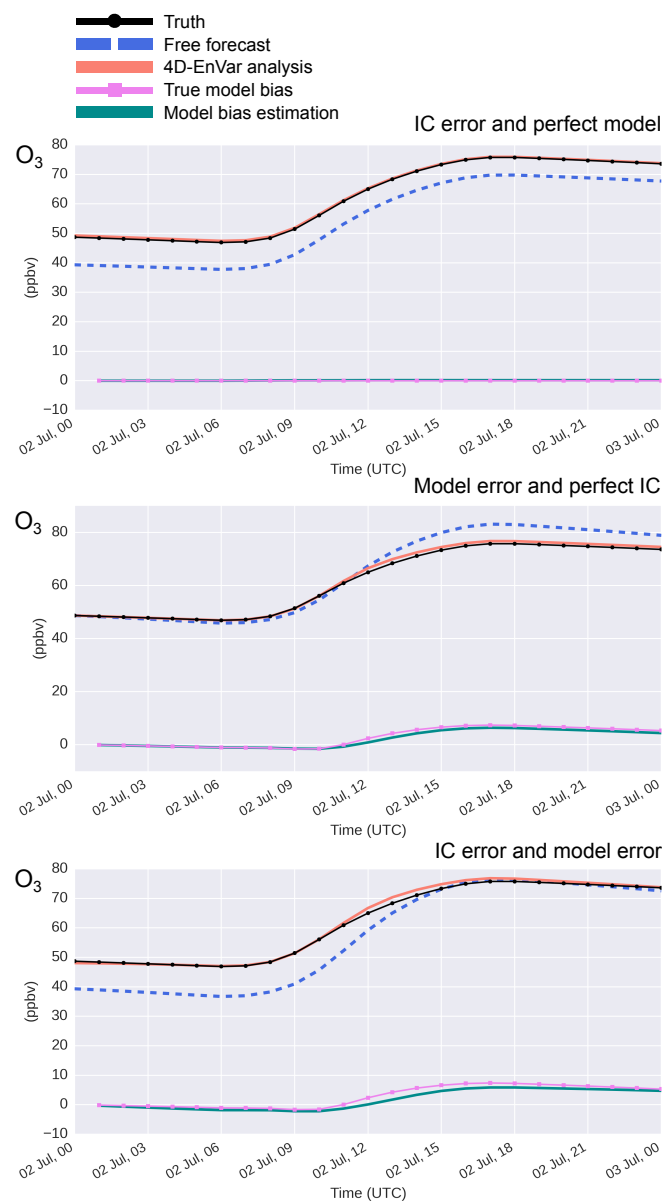 Truth
Free forecast
4D-EnVar analysis
True model bias
Model bias estimation
IC error and perfect model
O3
(ppbv)
80
70
60
50
40
30
20
10
0
−10
02 Jul, 00
02 Jul, 03
02 Jul, 06
02 Jul, 09
02 Jul, 12
02 Jul, 15
02 Jul, 18
02 Jul, 21
03 Jul, 00
Time (UTC)
Model error and perfect IC
O3
(ppbv)
80
60
40
20
0
02 Jul, 00
02 Jul, 03
02 Jul, 06
02 Jul, 09
02 Jul, 12
02 Jul, 15
02 Jul, 18
02 Jul, 21
03 Jul, 00
Time (UTC)
IC error and model error
O3
(ppbv)
80
70
60
50
40
30
20
10
0
−10
02 Jul, 00
02 Jul, 03
02 Jul, 06
02 Jul, 09
02 Jul, 12
02 Jul, 15
02 Jul, 18
02 Jul, 21
03 Jul, 00
Time (UTC)